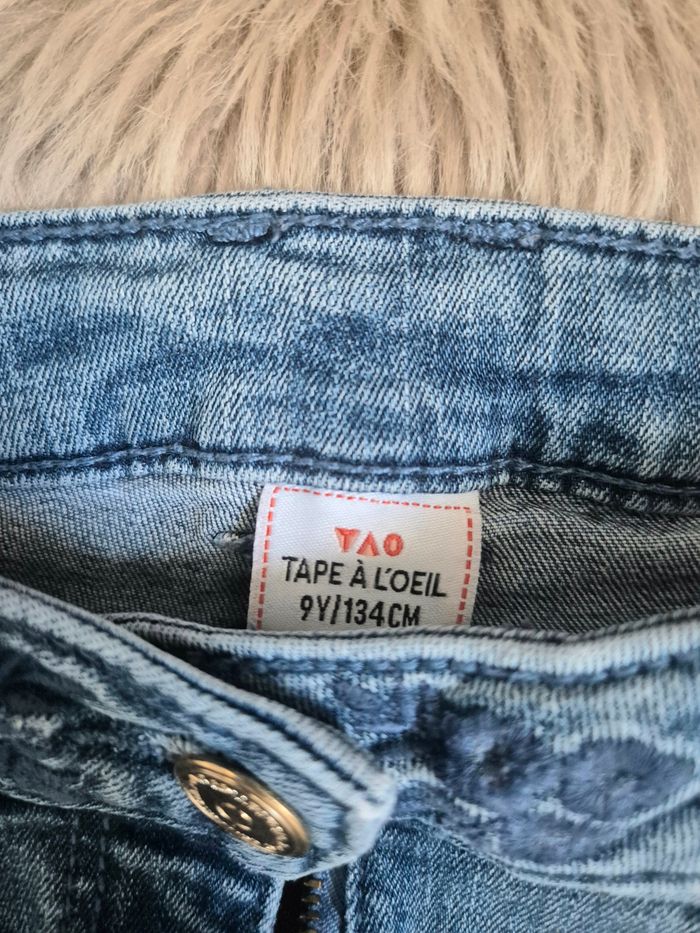 TAO
TAPE À L'OEIL
9Y/134CM